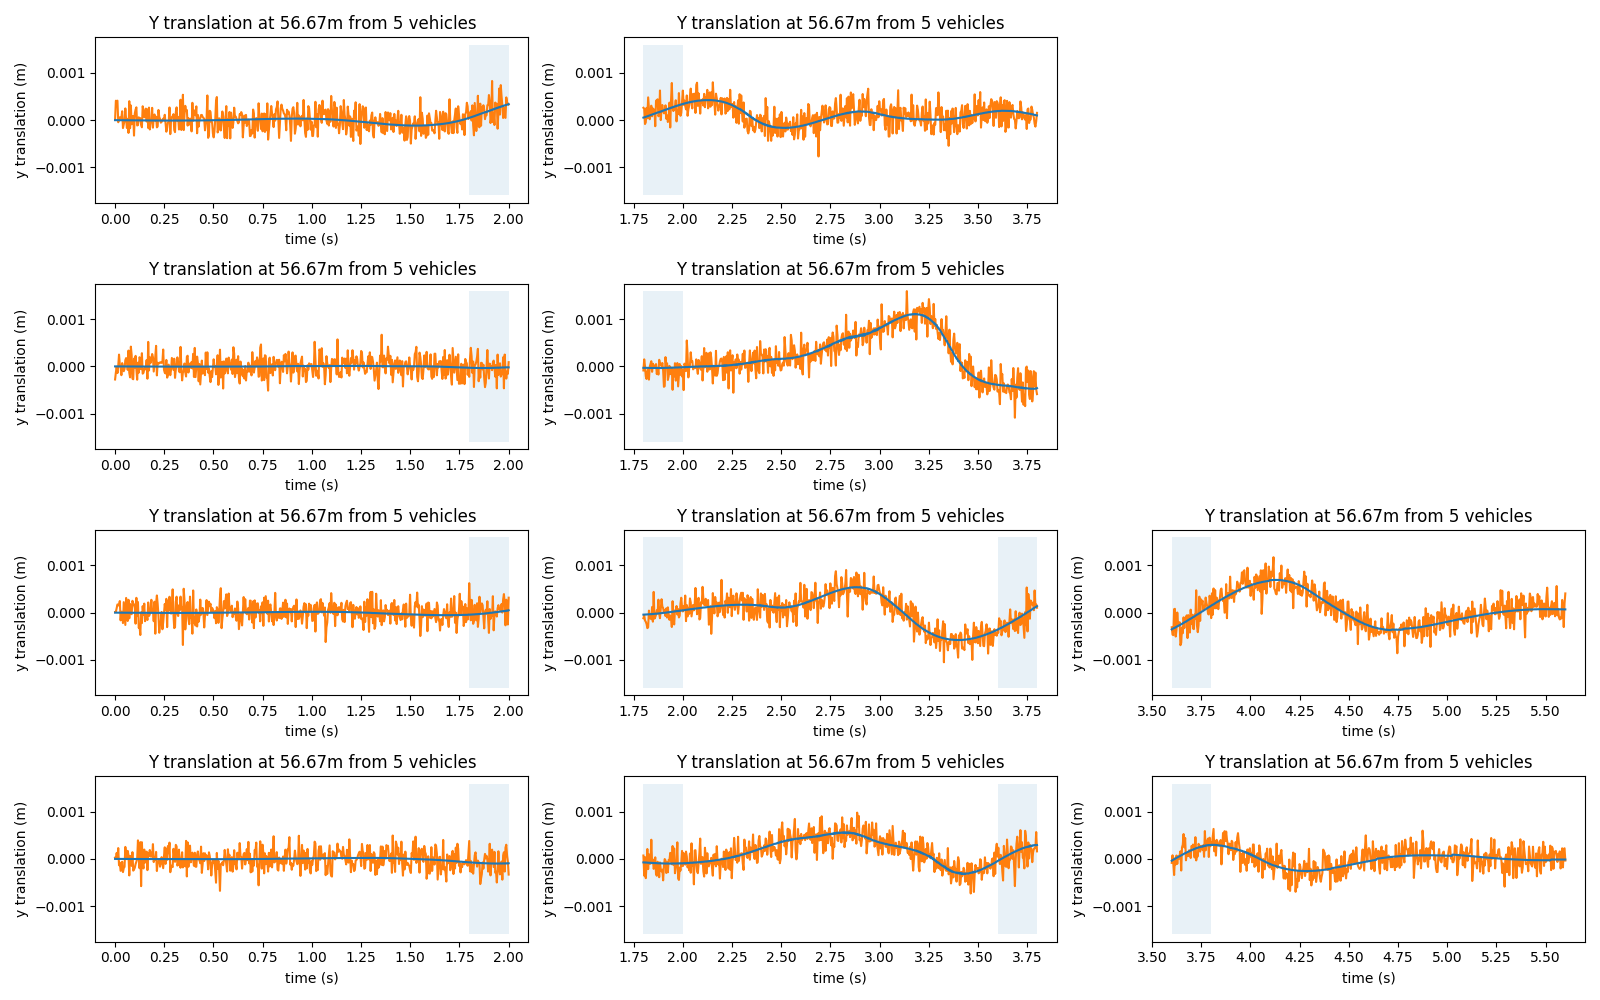 Y translation at 56.67m from 5 vehicles
Y translation at 56.67m from 5 vehicles
y translation (m)
0.001
0.000
−0.001
0.00 0.25 0.50 0.75 1.00 1.25 1.50 1.75 2.00
time (s)
y translation (m)
0.001
0.000
−0.001
1.75 2.00 2.25 2.50 2.75 3.00 3.25 3.50 3.75
time (s)
Y translation at 56.67m from 5 vehicles
Y translation at 56.67m from 5 vehicles
y translation (m)
0.001
0.000
−0.001
0.00 0.25 0.50 0.75 1.00 1.25 1.50 1.75 2.00
time (s)
y translation (m)
0.001
0.000
−0.001
1.75 2.00 2.25 2.50 2.75 3.00 3.25 3.50 3.75
time (s)
Y translation at 56.67m from 5 vehicles
Y translation at 56.67m from 5 vehicles
Y translation at 56.67m from 5 vehicles
y translation (m)
0.001
0.000
−0.001
0.00 0.25 0.50 0.75 1.00 1.25 1.50 1.75 2.00
time (s)
y translation (m)
0.001
0.000
−0.001
1.75 2.00 2.25 2.50 2.75 3.00 3.25 3.50 3.75
time (s)
y translation (m)
0.001
0.000
−0.001
3.50 3.75 4.00 4.25 4.50 4.75 5.00 5.25 5.50
time (s)
Y translation at 56.67m from 5 vehicles
Y translation at 56.67m from 5 vehicles
Y translation at 56.67m from 5 vehicles
y translation (m)
0.001
0.000
−0.001
0.00 0.25 0.50 0.75 1.00 1.25 1.50 1.75 2.00
time (s)
y translation (m)
0.001
0.000
−0.001
1.75 2.00 2.25 2.50 2.75 3.00 3.25 3.50 3.75
time (s)
y translation (m)
0.001
0.000
−0.001
3.50 3.75 4.00 4.25 4.50 4.75 5.00 5.25 5.50
time (s)